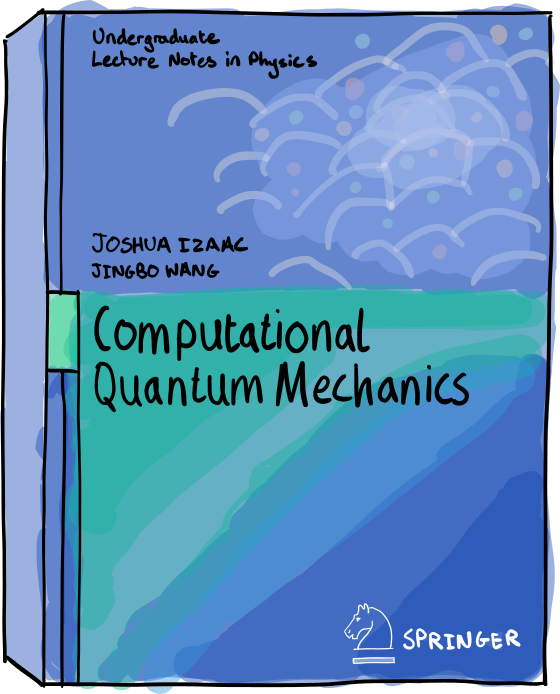 Undergraduate
Lecture Notes in Physics
JOSHUA IZAAC
JINGBO WANG
Computational
Quantum Mechanics
SPRINGER